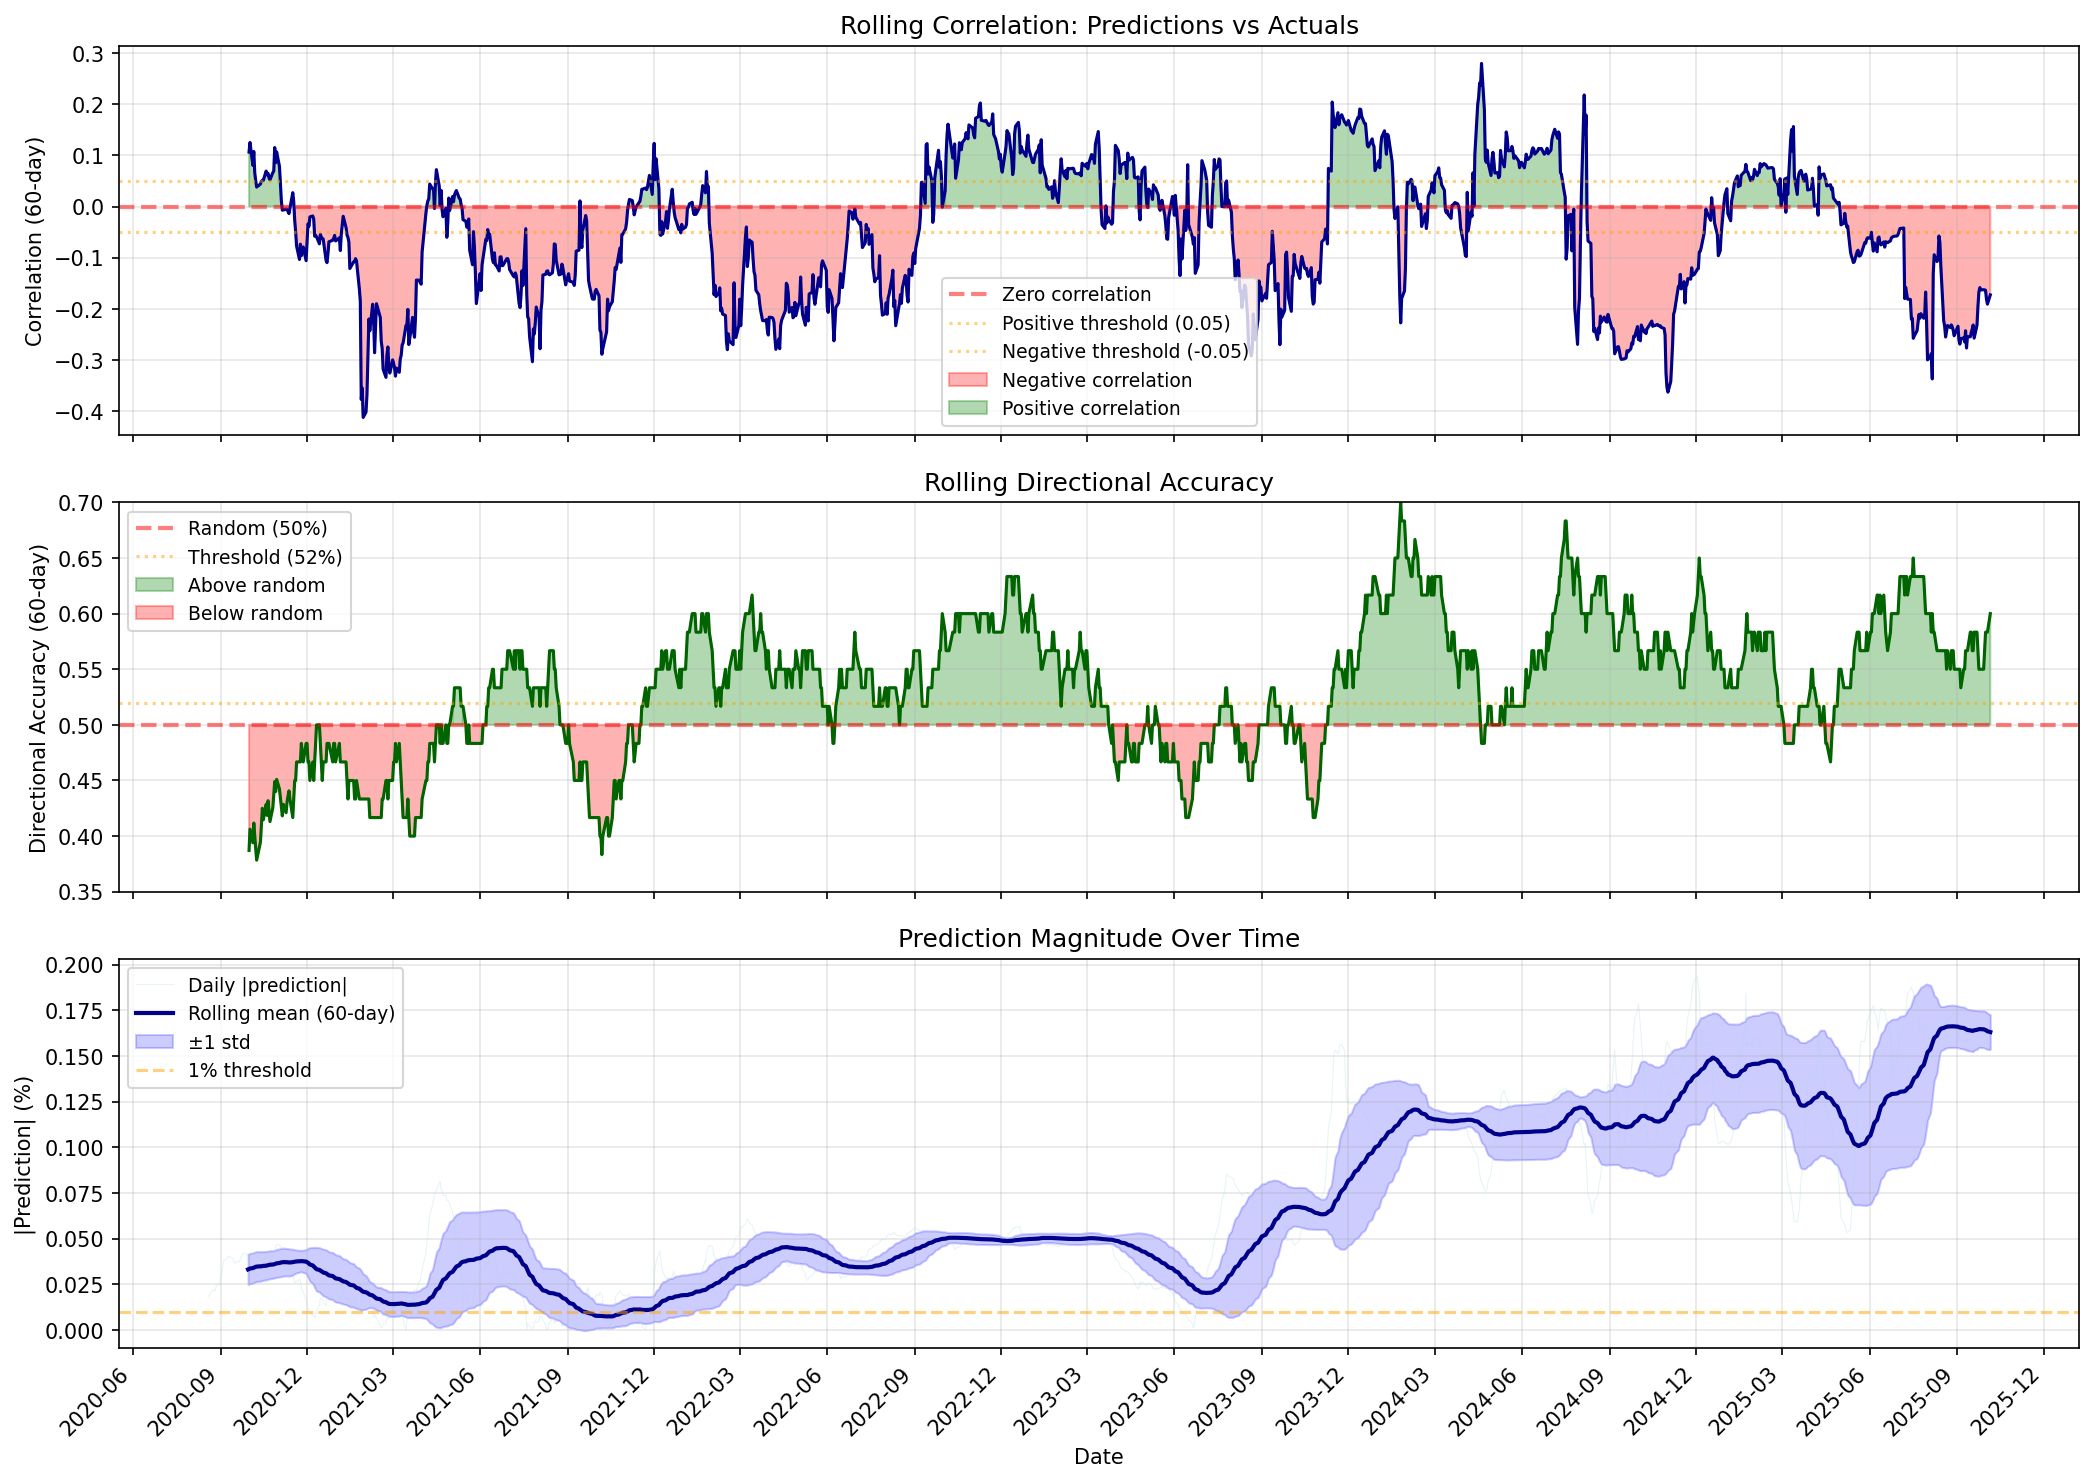 Rolling Correlation: Predictions vs Actuals
Correlation (60-day)
0.3
0.2
0.1
0.0
−0.1
−0.2
−0.3
−0.4
Zero correlation
Positive threshold (0.05)
Negative threshold (-0.05)
Negative correlation
Positive correlation
Rolling Directional Accuracy
Directional Accuracy (60-day)
0.70
0.65
0.60
0.55
0.50
0.45
0.40
0.35
Random (50%)
Threshold (52%)
Above random
Below random
Prediction Magnitude Over Time
|Prediction| (%)
0.200
0.175
0.150
0.125
0.100
0.075
0.050
0.025
0.000
Daily |prediction|
Rolling mean (60-day)
±1 std
1% threshold
2020-06
2020-09
2020-12
2021-03
2021-06
2021-09
2021-12
2022-03
2022-06
2022-09
2022-12
2023-03
2023-06
2023-09
2023-12
2024-03
2024-06
2024-09
2024-12
2025-03
2025-06
2025-09
2025-12
Date